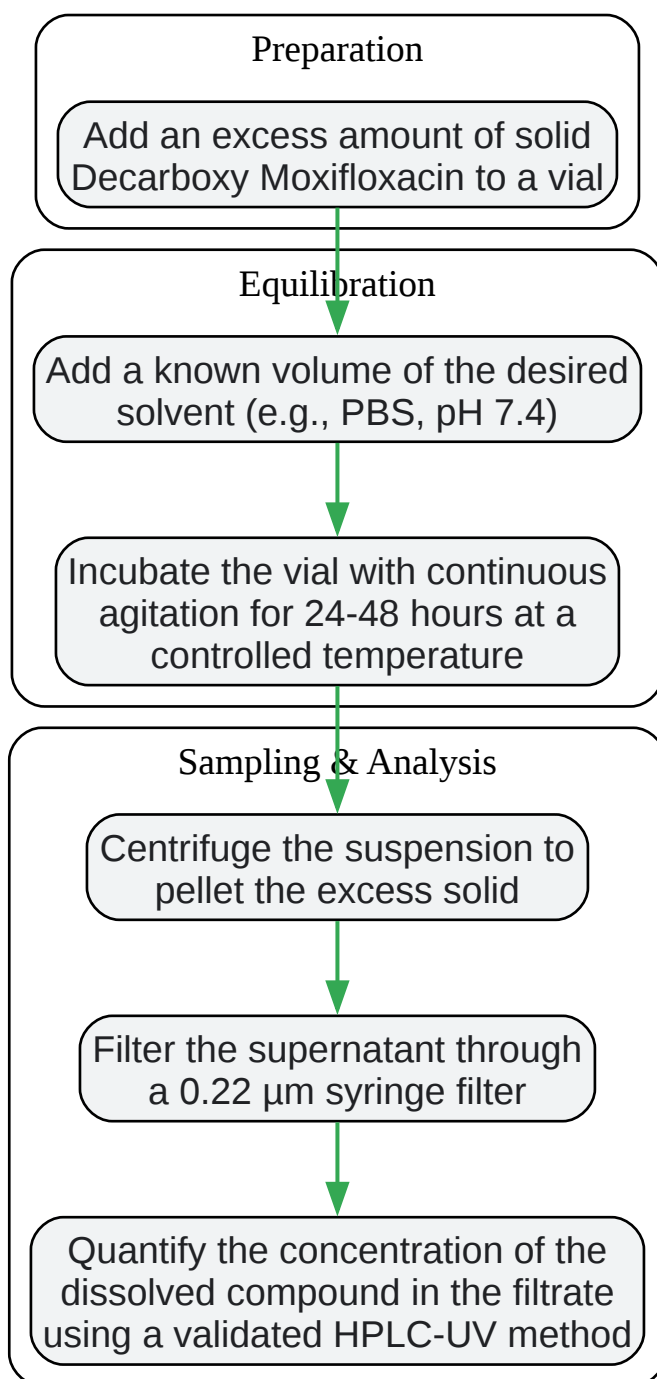 Preparation
Add an excess amount of solid
Decarboxy Moxifloxacin to a vial
Equilibration
Add a known volume of the desired
solvent (e.g., PBS, pH 7.4)
Incubate the vial with continuous
agitation for 24-48 hours at a
controlled temperature
Sampling & Analysis
Centrifuge the suspension to
pellet the excess solid
Filter the supernatant through
a 0.22 µm syringe filter
Quantify the concentration of the
dissolved compound in the filtrate
using a validated HPLC-UV method